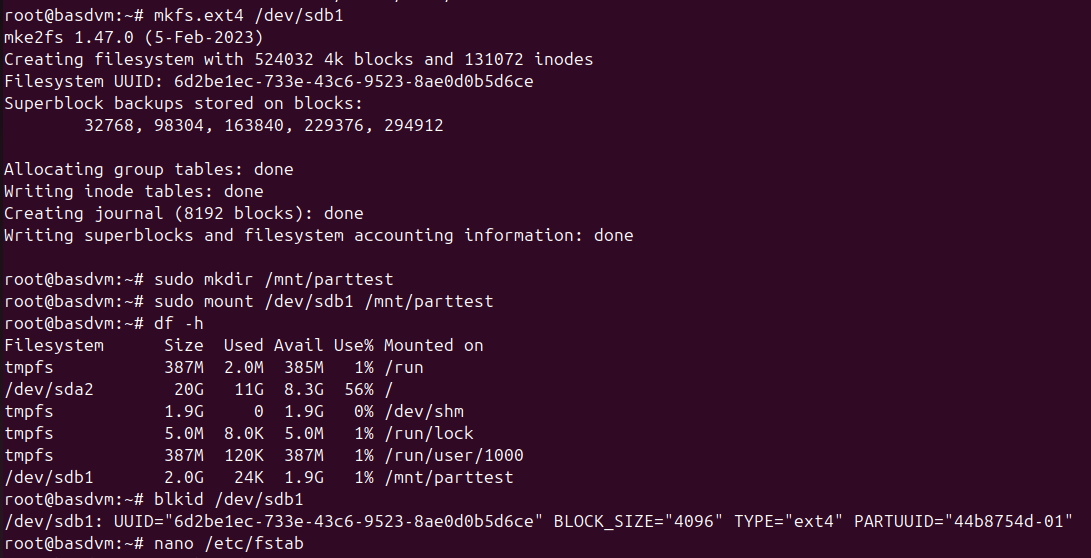 root@basdvm:~# mkfs.ext4 /dev/sdb1
mke2fs 1.47.0 (5-Feb-2023)
Creating filesystem with 524032 4k blocks and 131072 inodes
Filesystem UUID: 6d2be1ec-733e-43c6-9523-8ae0d0b5d6ce
Superblock backups stored on blocks:
        32768, 98304, 163840, 229376, 294912

Allocating group tables: done
Writing inode tables: done
Creating journal (8192 blocks): done
Writing superblocks and filesystem accounting information: done

root@basdvm:~# sudo mkdir /mnt/parttest
root@basdvm:~# sudo mount /dev/sdb1 /mnt/parttest
root@basdvm:~# df -h
Filesystem      Size  Used Avail Use% Mounted on
tmpfs           387M  2.0M  385M   1% /run
/dev/sda2        20G   11G  8.3G  56% /
tmpfs           1.9G     0  1.9G   0% /dev/shm
tmpfs           5.0M  8.0K  5.0M   1% /run/lock
tmpfs           387M  120K  387M   1% /run/user/1000
/dev/sdb1       2.0G   24K  1.9G   1% /mnt/parttest
root@basdvm:~# blkid /dev/sdb1
/dev/sdb1: UUID="6d2be1ec-733e-43c6-9523-8ae0d0b5d6ce" BLOCK_SIZE="4096" TYPE="ext4" PARTUUID="44b8754d-01"
root@basdvm:~# nano /etc/fstab